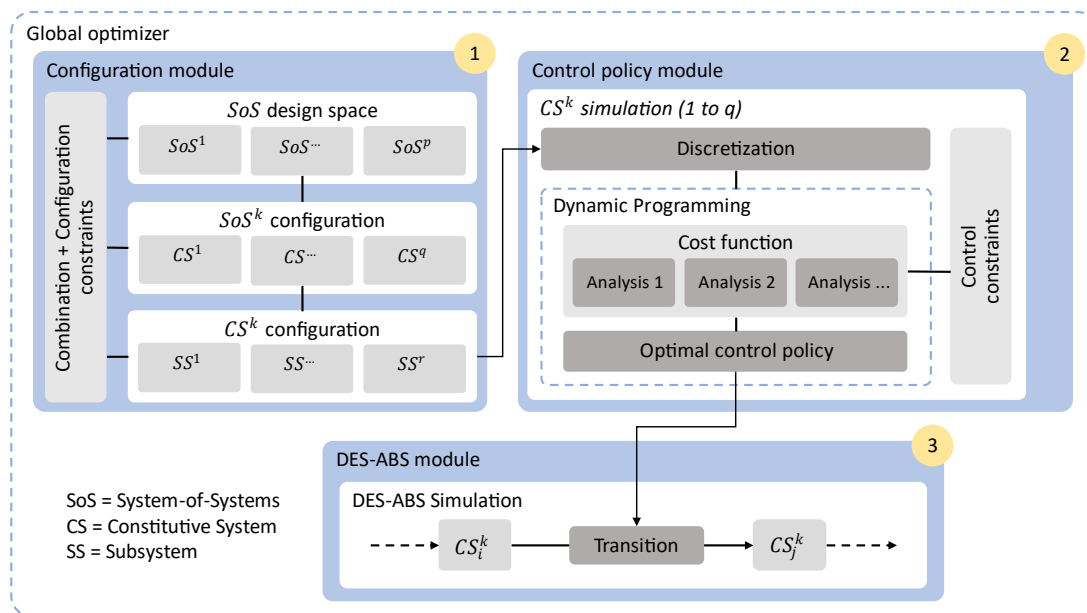 Global optimizer
1
Configuration module
Combination + Configuration
constraints
SoS design space
SoS¹ SoS⋯ SoSᵖ
SoSᵏ configuration
CS¹ CS⋯ CS^q
CSᵏ configuration
SS¹ SS⋯ SSʳ
2
Control policy module
CSᵏ simulation (1 to q)
Discretization
Dynamic Programming
Cost function
Analysis 1 Analysis 2 Analysis ...
Optimal control policy
Control
constraints
3
DES-ABS module
DES-ABS Simulation
CSᵢᵏ Transition CSⱼᵏ
SoS = System-of-Systems
CS = Constitutive System
SS = Subsystem